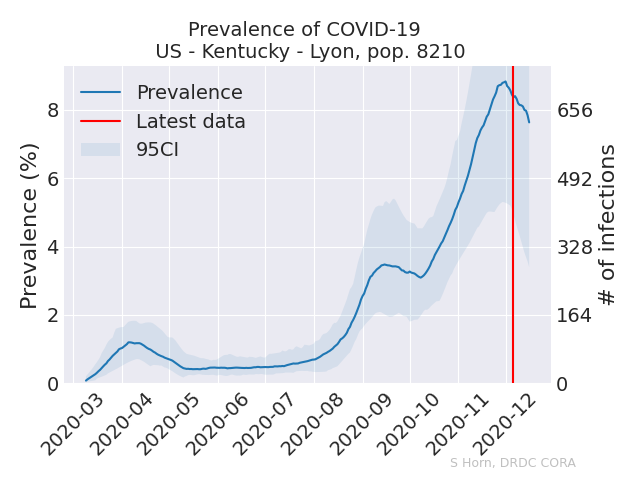 Prevalence of COVID-19
US - Kentucky - Lyon, pop. 8210
Prevalence
Latest data
95CI
Prevalence (%)
8
6
4
2
0
656
492
328
164
0
# of infections
2020-03
2020-04
2020-05
2020-06
2020-07
2020-08
2020-09
2020-10
2020-11
2020-12
S Horn, DRDC CORA